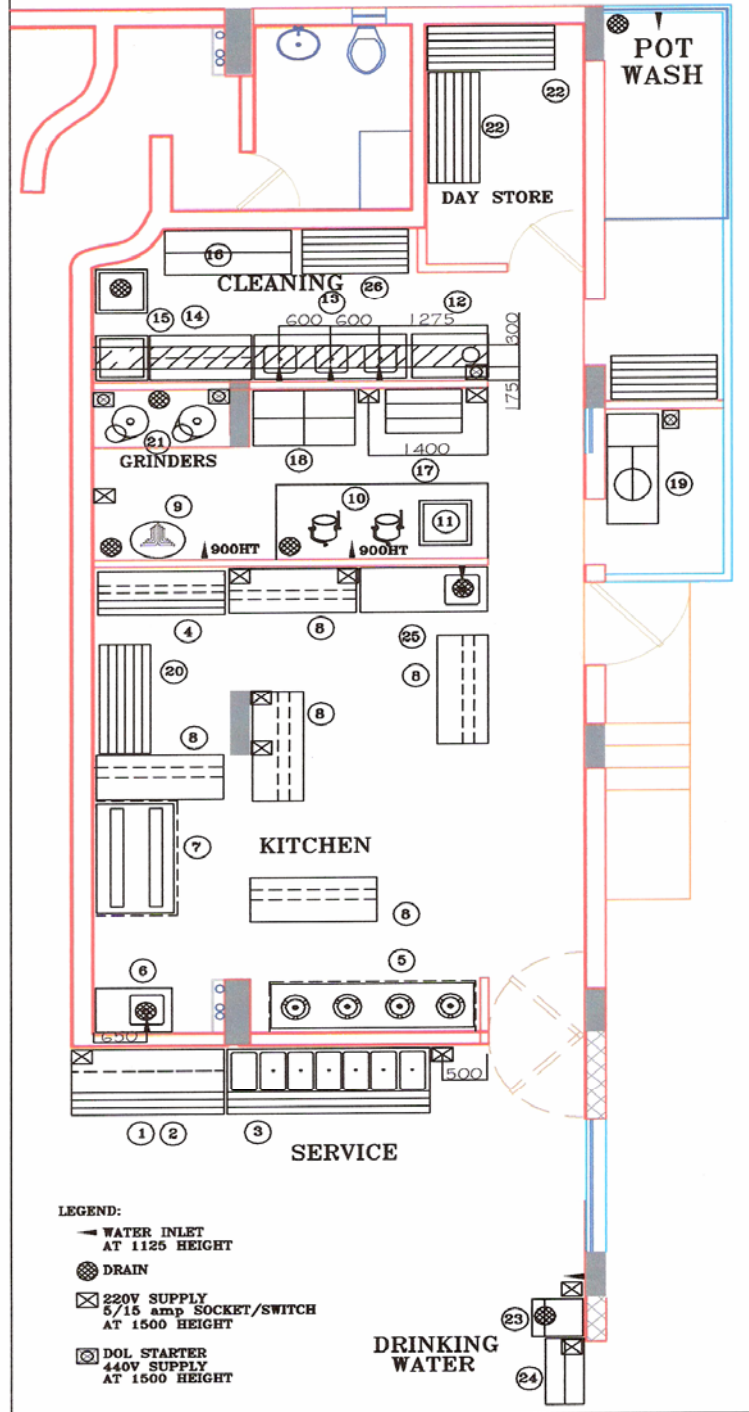 POT
WASH
22
22
DAY STORE
16
CLEANING
26
13
12
15
14
600
600
1275
300
175
21
GRINDERS
18
1400
17
19
9
10
11
900HT
900HT
4
8
25
20
8
8
8
7
KITCHEN
8
6
5
650
500
1
2
3
SERVICE
LEGEND:
WATER INLET
AT 1125 HEIGHT
DRAIN
220V SUPPLY
5/15 amp SOCKET/SWITCH
AT 1500 HEIGHT
DOL STARTER
440V SUPPLY
AT 1500 HEIGHT
23
DRINKING
WATER
24